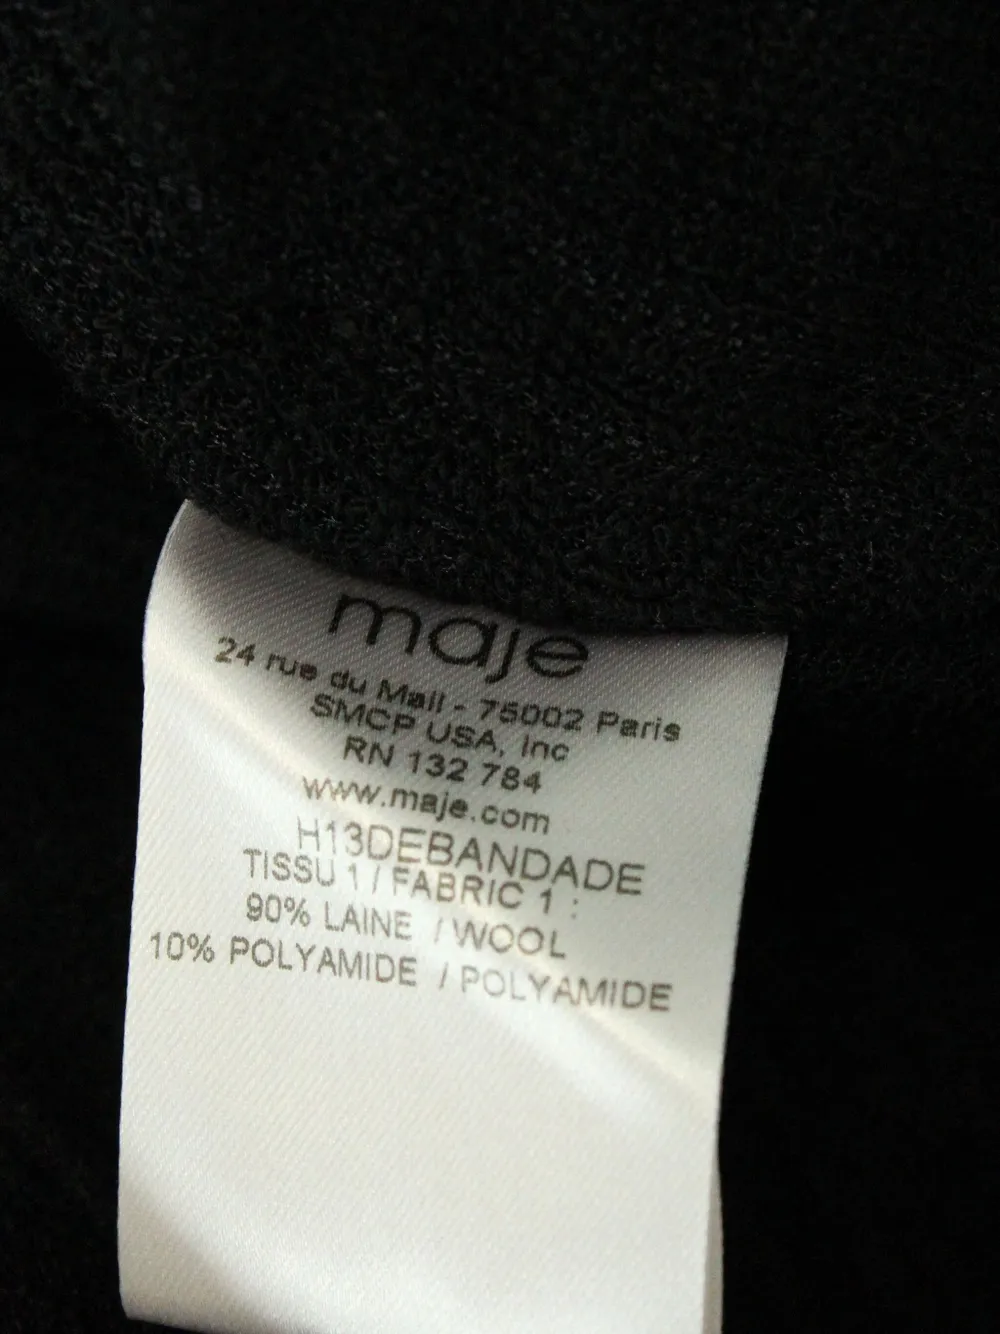 maje
24 rue du Mail - 75002 Paris
SMCP USA, Inc
RN 132 784
www.maje.com
H13DEBANDADE
TISSU 1 / FABRIC 1 :
90% LAINE / WOOL
10% POLYAMIDE / POLYAMIDE